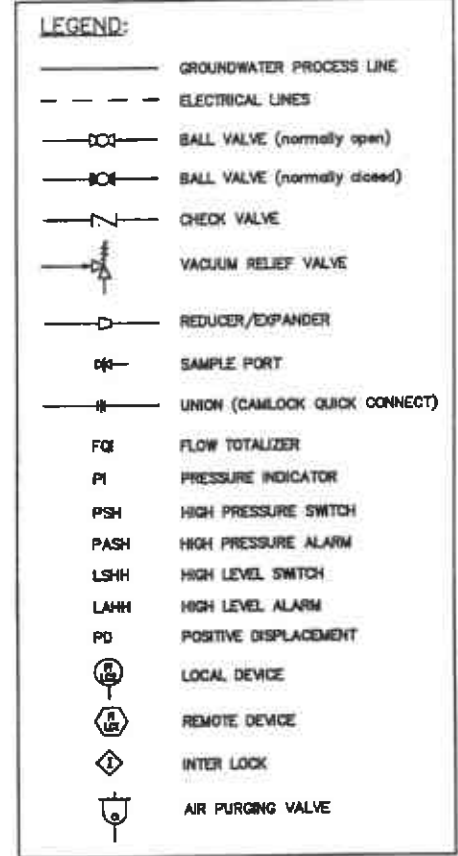 LEGEND:
GROUNDWATER PROCESS LINE
ELECTRICAL LINES
BALL VALVE (normally open)
BALL VALVE (normally closed)
CHECK VALVE
VACUUM RELIEF VALVE
REDUCER/EXPANDER
SAMPLE PORT
UNION (CAMLOCK QUICK CONNECT)
FQI FLOW TOTALIZER
PI PRESSURE INDICATOR
PSH HIGH PRESSURE SWITCH
PASH HIGH PRESSURE ALARM
LSHH HIGH LEVEL SWITCH
LAHH HIGH LEVEL ALARM
PD POSITIVE DISPLACEMENT
LOCAL DEVICE
REMOTE DEVICE
I INTER LOCK
AIR PURGING VALVE